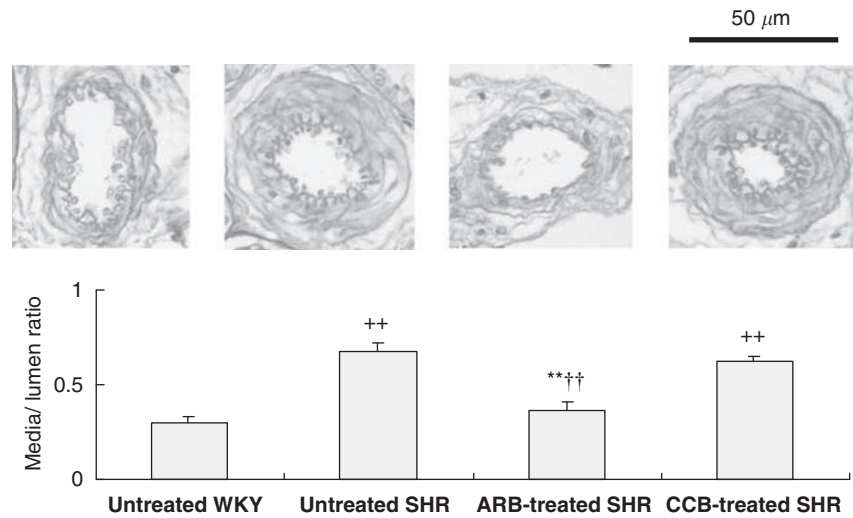 50 μm
1
0.5
0
Media/ lumen ratio
++
**††
++
Untreated WKY
Untreated SHR
ARB-treated SHR
CCB-treated SHR